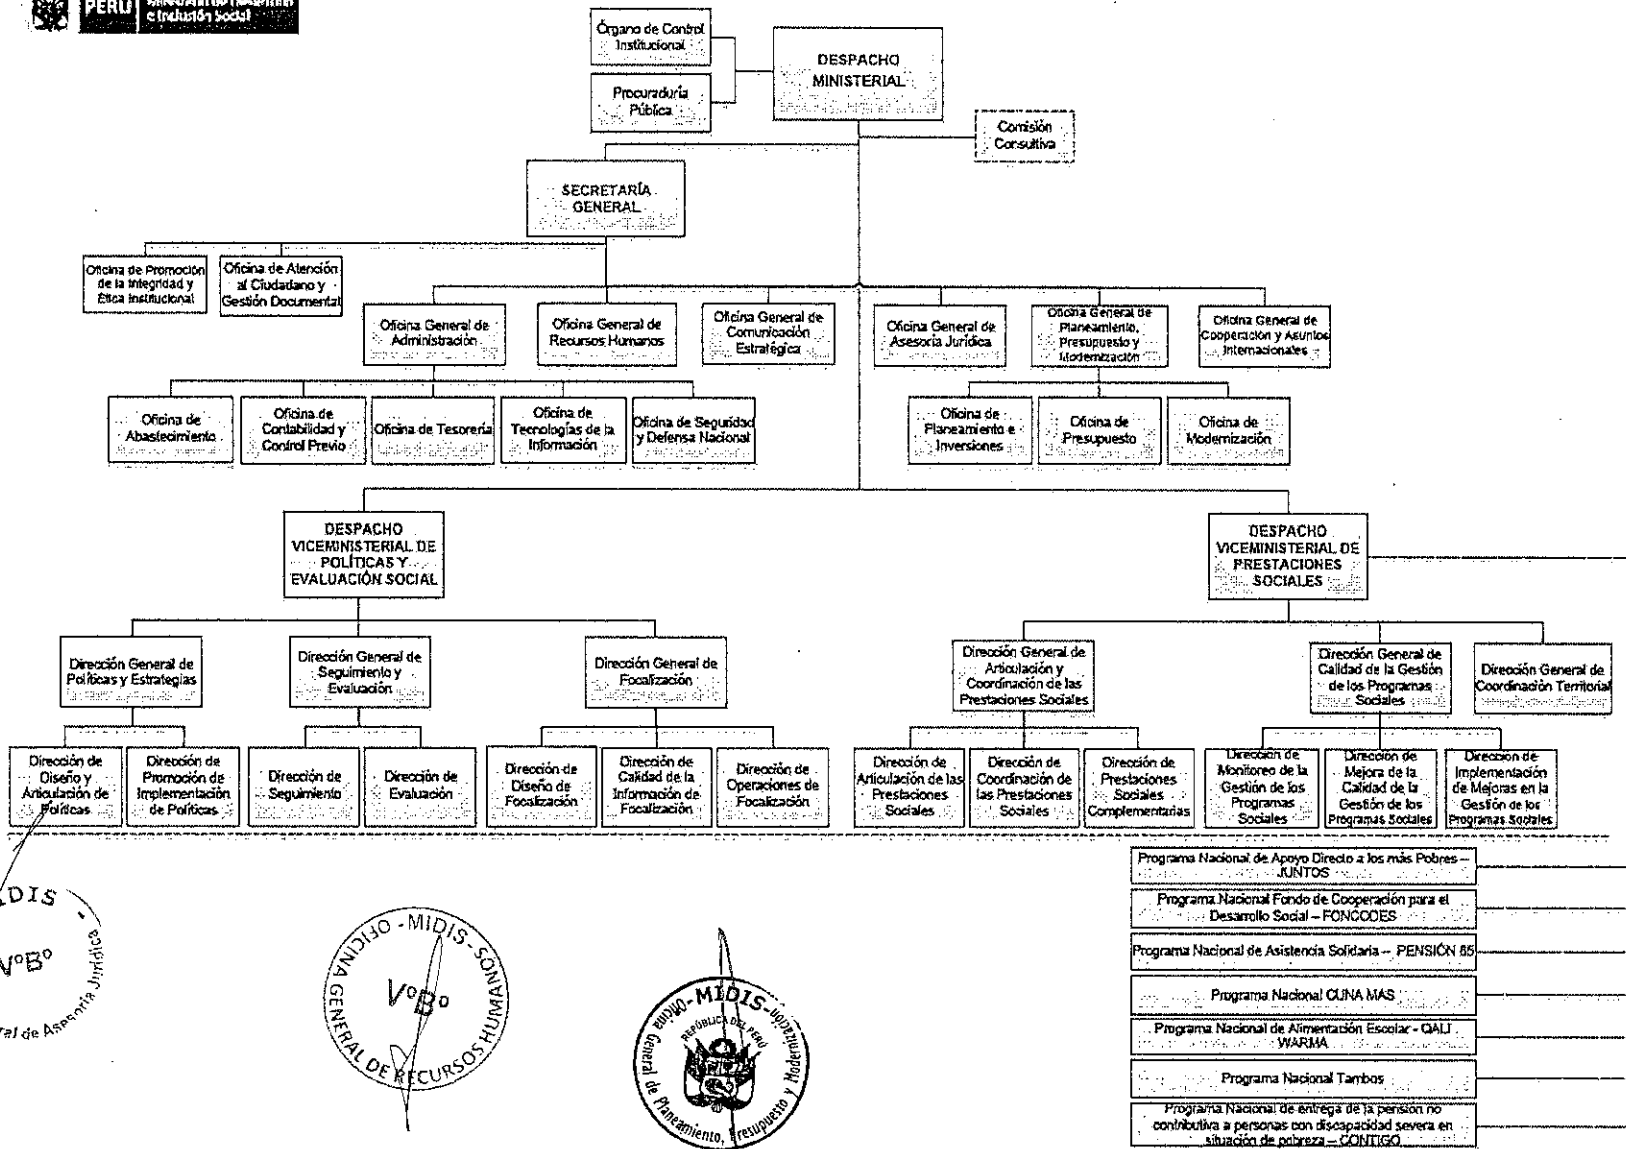 PERÚ
e Inclusión Social
Órgano de Control
Institucional
Procuraduría
Pública
DESPACHO
MINISTERIAL
Comisión
Consultiva
SECRETARÍA
GENERAL
Oficina de Promoción
de la Integridad y
Ética Institucional
Oficina de Atención
al Ciudadano y
Gestión Documental
Oficina General de
Administración
Oficina General de
Recursos Humanos
Oficina General de
Comunicación
Estratégica
Oficina General de
Asesoría Jurídica
Oficina General de
Planeamiento,
Presupuesto y
Modernización
Oficina General de
Cooperación y Asuntos
Internacionales
Oficina de
Abastecimiento
Oficina de
Contabilidad y
Control Previo
Oficina de Tesorería
Oficina de
Tecnologías de la
Información
Oficina de Seguridad
y Defensa Nacional
Oficina de
Planeamiento e
Inversiones
Oficina de
Presupuesto
Oficina de
Modernización
DESPACHO
VICEMINISTERIAL DE
POLÍTICAS Y
EVALUACIÓN SOCIAL
DESPACHO
VICEMINISTERIAL DE
PRESTACIONES
SOCIALES
Dirección General de
Políticas y Estrategias
Dirección General de
Seguimiento y
Evaluación
Dirección General de
Focalización
Dirección General de
Articulación y
Coordinación de las
Prestaciones Sociales
Dirección General de
Calidad de la Gestión
de los Programas
Sociales
Dirección General de
Coordinación Territorial
Dirección de
Diseño y
Articulación de
Políticas
Dirección de
Promoción de
Implementación
de Políticas
Dirección de
Seguimiento
Dirección de
Evaluación
Dirección de
Diseño de
Focalización
Dirección de
Calidad de la
Información de
Focalización
Dirección de
Operaciones de
Focalización
Dirección de
Articulación de las
Prestaciones
Sociales
Dirección de
Coordinación de
las Prestaciones
Sociales
Dirección de
Prestaciones
Sociales
Complementarias
Dirección de
Monitoreo de la
Gestión de los
Programas
Sociales
Dirección de
Mejora de la
Calidad de la
Gestión de los
Programas Sociales
Dirección de
Implementación
de Mejoras en la
Gestión de los
Programas Sociales
Programa Nacional de Apoyo Directo a los más Pobres –
JUNTOS
Programa Nacional Fondo de Cooperación para el
Desarrollo Social – FONCODES
Programa Nacional de Asistencia Solidaria – PENSIÓN 65
Programa Nacional CUNA MAS
Programa Nacional de Alimentación Escolar - QALI
WARMA
Programa Nacional Tambos
Programa Nacional de entrega de la pensión no
contributiva a personas con discapacidad severa en
situación de pobreza – CONTIGO
DIS
V°B°
ral de Asesoría Jurídica
MIDIS - OFICINA GENERAL DE RECURSOS HUMANOS
V°B°
MIDIS - Oficina General de Planeamiento, Presupuesto y Modernización
REPÚBLICA DEL PERÚ